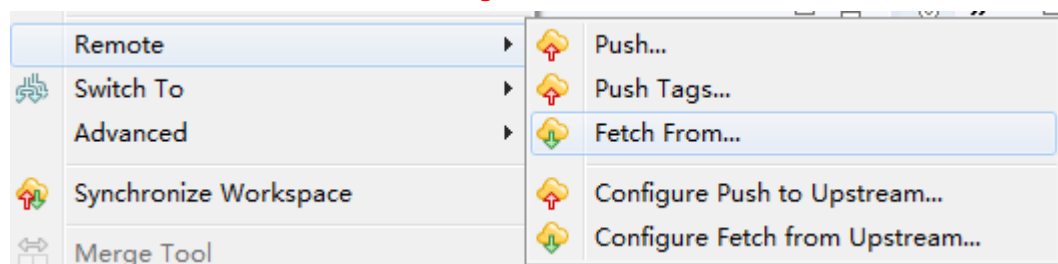 Remote
Switch To
Advanced
Synchronize Workspace
Merge Tool
Push...
Push Tags...
Fetch From...
Configure Push to Upstream...
Configure Fetch from Upstream...